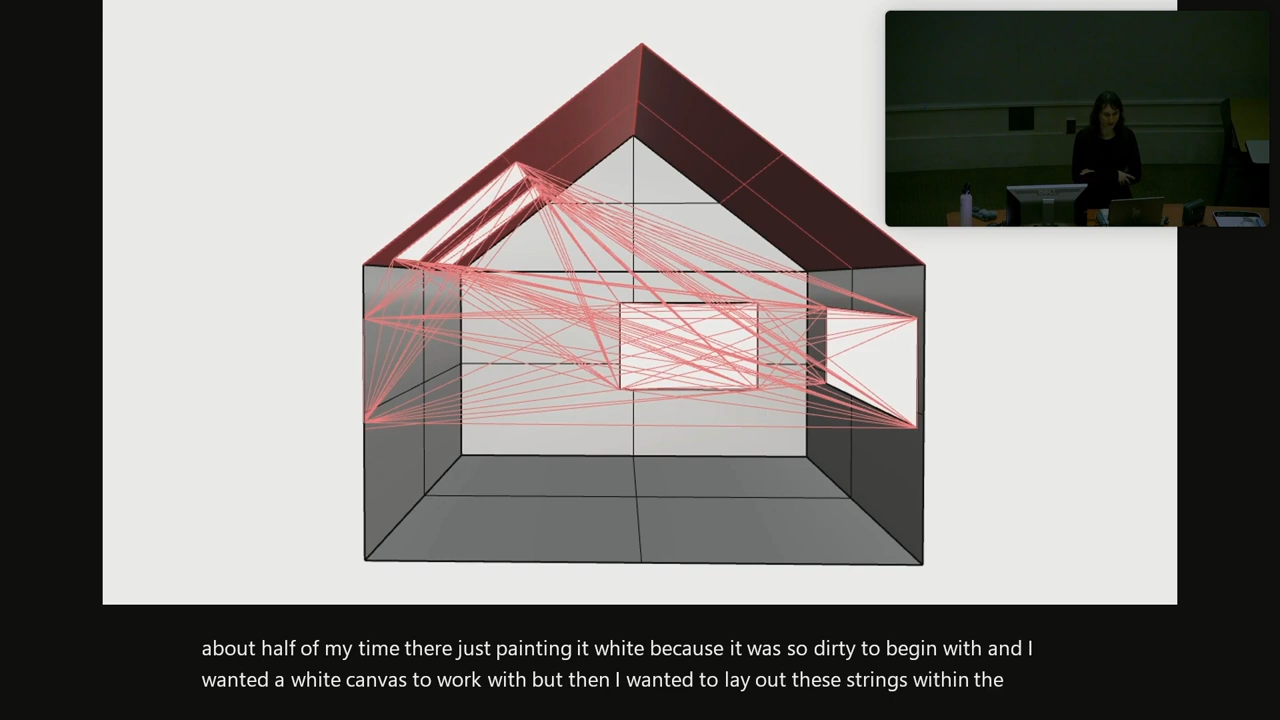 about half of my time there just painting it white because it was so dirty to begin with and I
wanted a white canvas to work with but then I wanted to lay out these strings within the